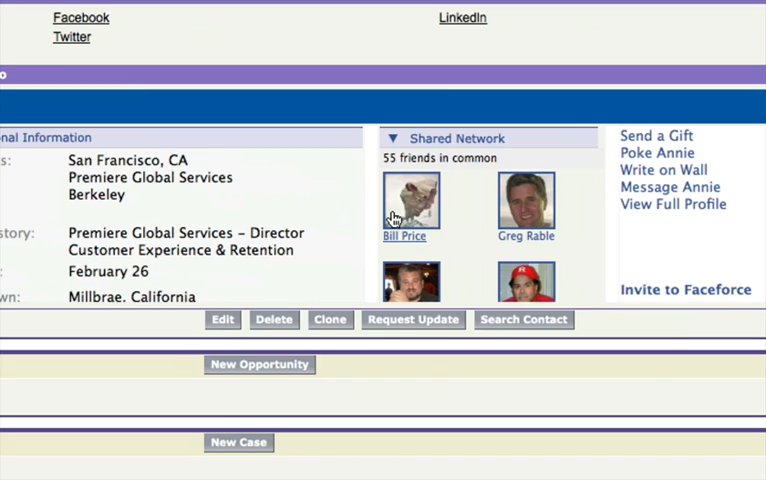 Facebook
LinkedIn
Twitter
o
nal Information
s:
San Francisco, CA
Premiere Global Services
Berkeley
story:
Premiere Global Services – Director
Customer Experience & Retention
:
February 26
wn:
Millbrae, California
Shared Network
55 friends in common
Bill Price
Greg Rable
R
Send a Gift
Poke Annie
Write on Wall
Message Annie
View Full Profile
Invite to Faceforce
Edit
Delete
Clone
Request Update
Search Contact
New Opportunity
New Case